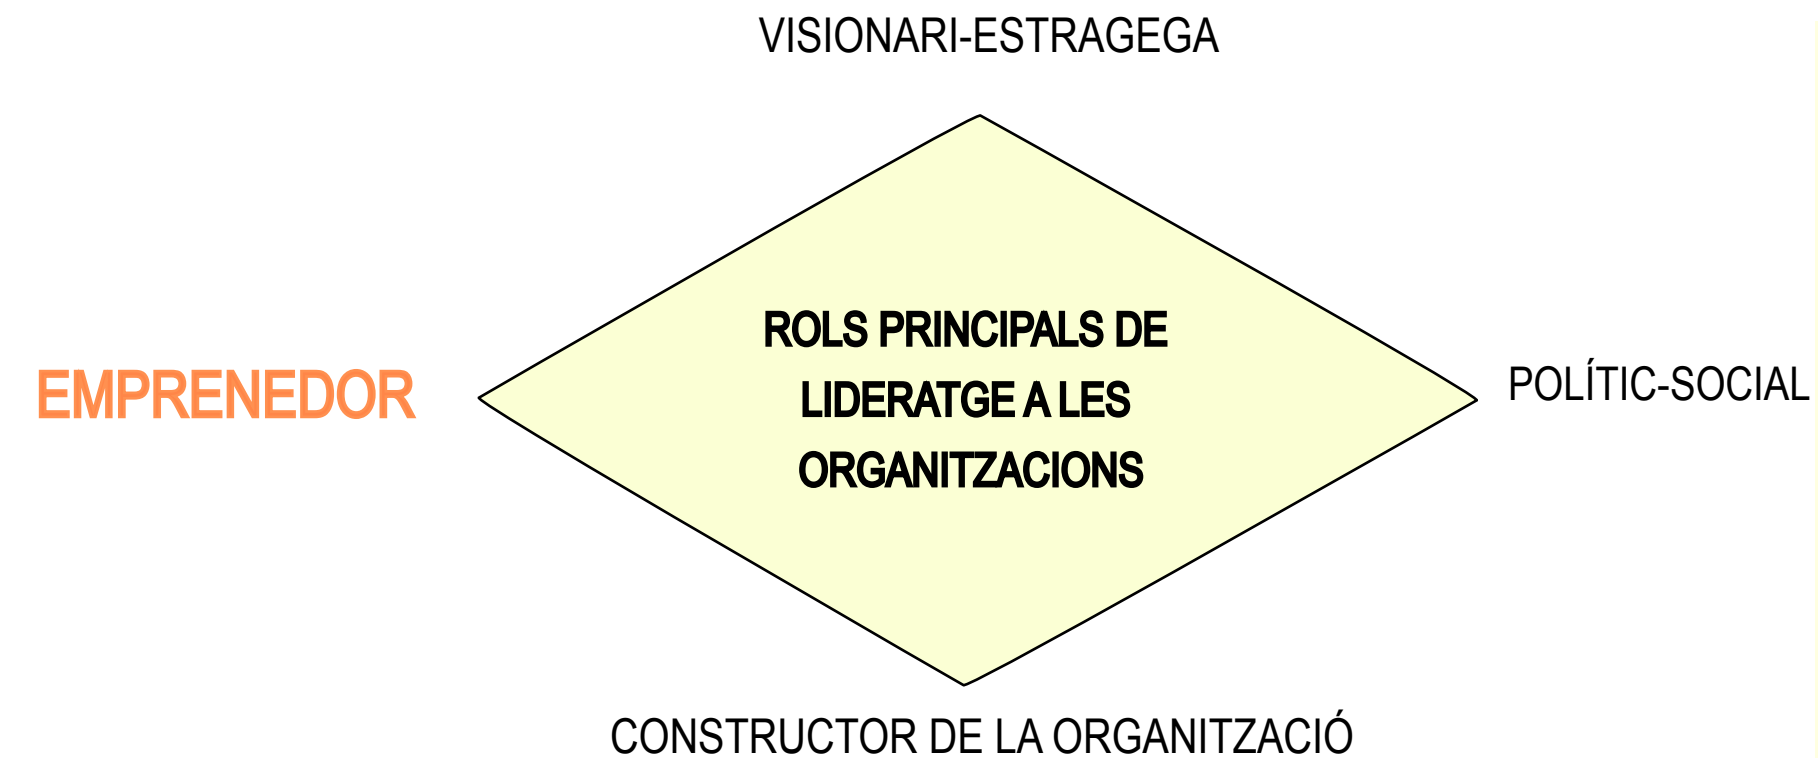 VISIONARI-ESTRAGEGA
ROLS PRINCIPALS DE
LIDERATGE A LES
ORGANITZACIONS
EMPRENEDOR
POLÍTIC-SOCIAL
CONSTRUCTOR DE LA ORGANITZACIÓ